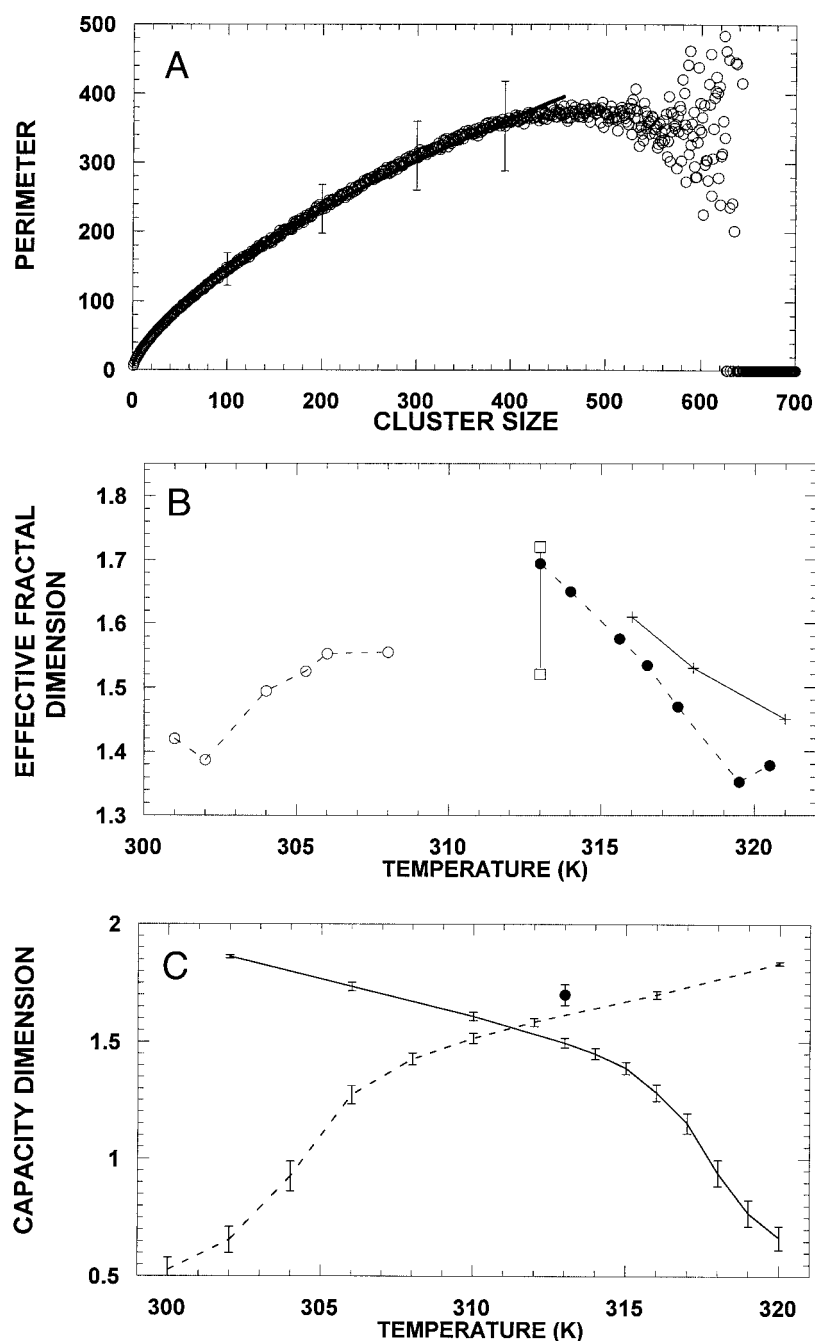 A
PERIMETER
500
400
300
200
100
0
0 100 200 300 400 500 600 700
CLUSTER SIZE
B
EFFECTIVE FRACTAL
DIMENSION
1.8
1.7
1.6
1.5
1.4
1.3
300 305 310 315 320
TEMPERATURE (K)
C
CAPACITY DIMENSION
2
1.5
1
0.5
300 305 310 315 320
TEMPERATURE (K)